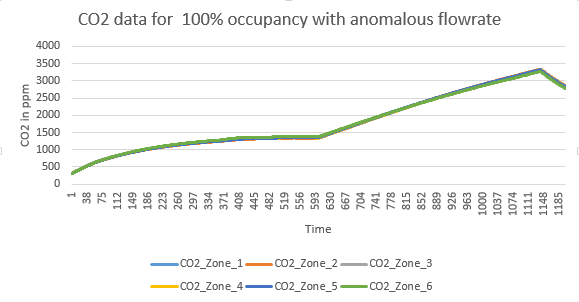 CO2 data for  100% occupancy with anomalous flowrate
4000
3500
3000
2500
2000
1500
1000
500
0
CO2 in ppm
1 38 75 112 149 186 223 260 297 334 371 408 445 482 519 556 593 630 667 704 741 778 815 852 889 926 963 1000 1037 1074 1111 1148 1185
Time
CO2_Zone_1 CO2_Zone_2 CO2_Zone_3
CO2_Zone_4 CO2_Zone_5 CO2_Zone_6